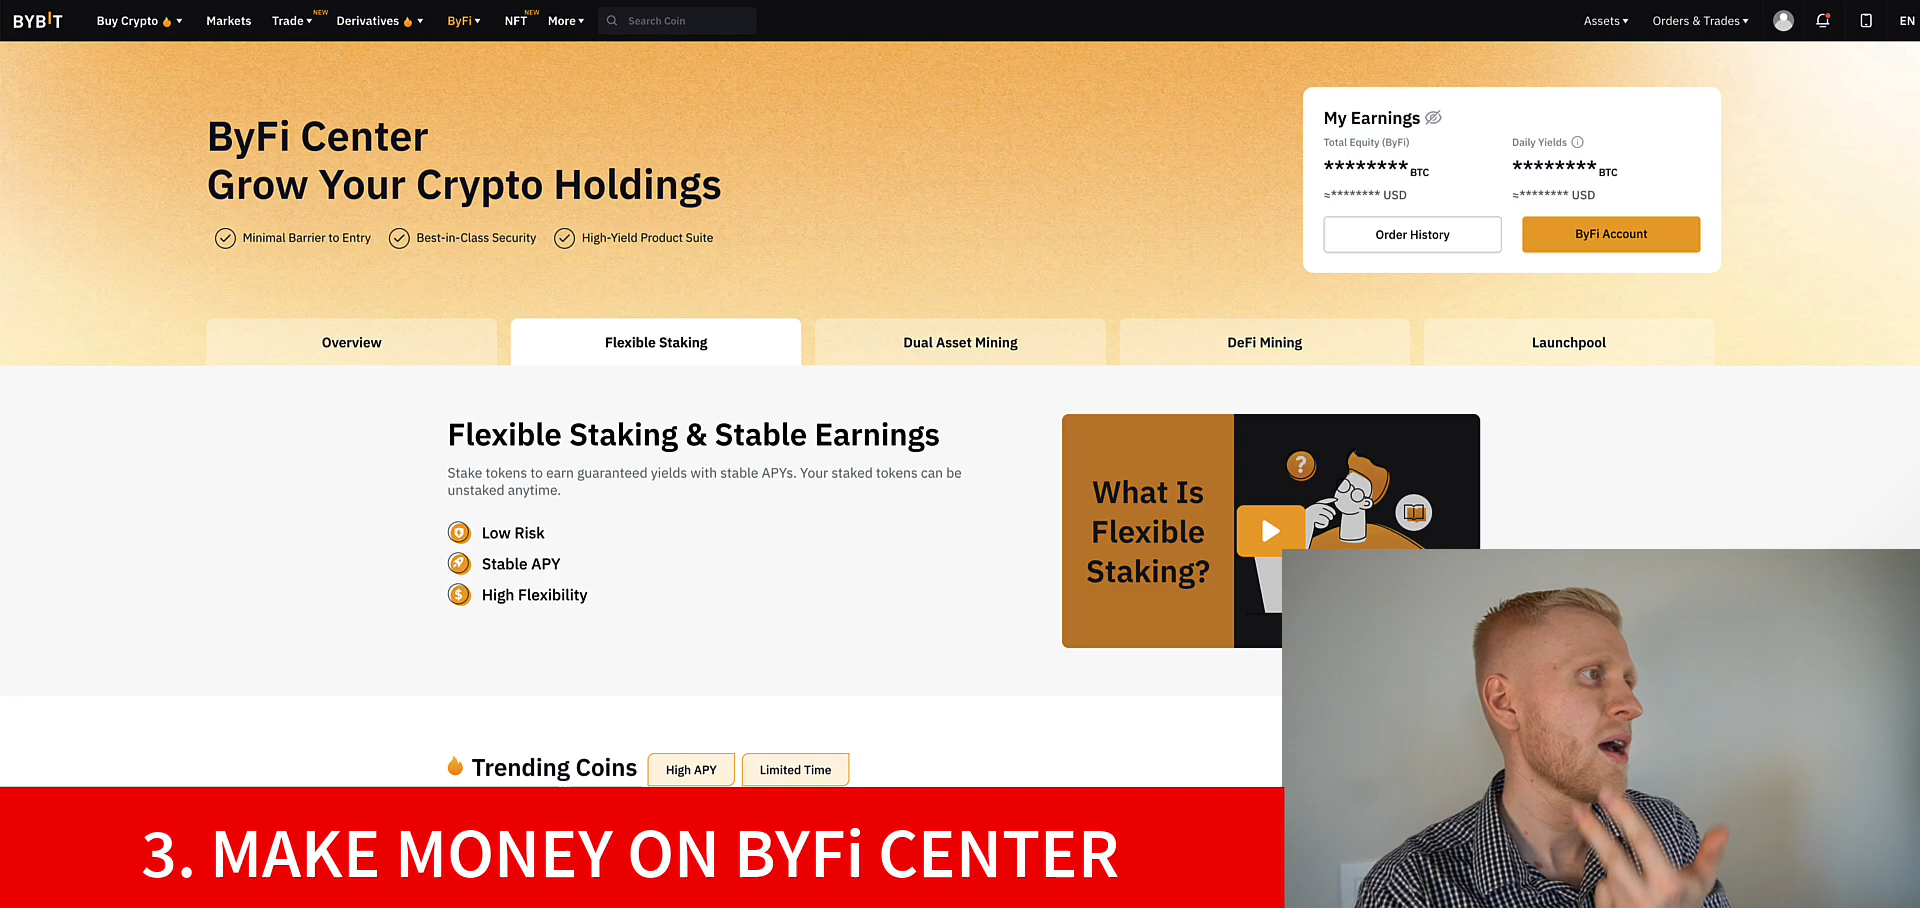 BYBIT
Buy Crypto
Markets
Trade
NEW
Derivatives
ByFi
NFT
NEW
More
Search Coin
Assets
Orders & Trades
EN
ByFi Center
Grow Your Crypto Holdings
Minimal Barrier to Entry
Best-in-Class Security
High-Yield Product Suite
My Earnings
Total Equity (ByFi)
Daily Yields
******** BTC
******** BTC
≈******** USD
≈******** USD
Order History
ByFi Account
Overview
Flexible Staking
Dual Asset Mining
DeFi Mining
Launchpool
Flexible Staking & Stable Earnings
Stake tokens to earn guaranteed yields with stable APYs. Your staked tokens can be
unstaked anytime.
Low Risk
Stable APY
High Flexibility
What Is
Flexible
Staking?
?
Trending Coins
High APY
Limited Time
3. MAKE MONEY ON BYFi CENTER